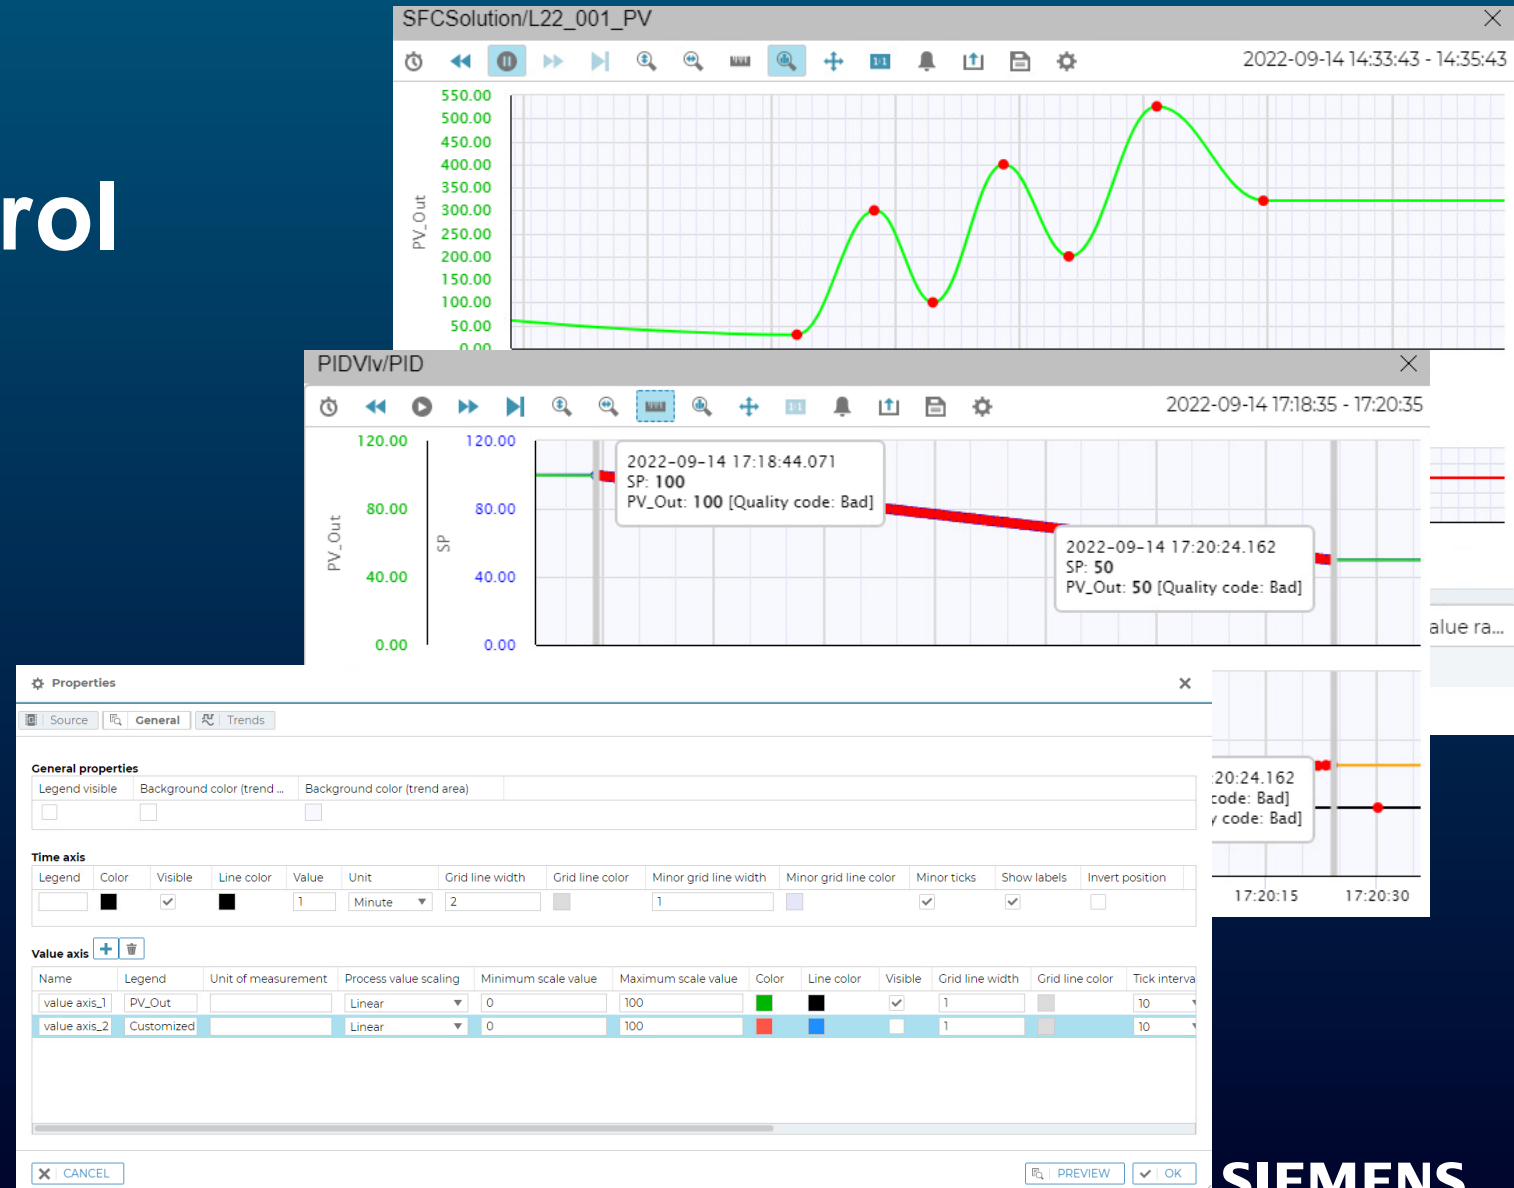 rol
SFCSolution/L22_001_PV
1:1
2022-09-14 14:33:43 - 14:35:43
PV_Out
550.00
500.00
450.00
400.00
350.00
300.00
250.00
200.00
150.00
100.00
50.00
0.00
PIDVlv/PID
1:1
2022-09-14 17:18:35 - 17:20:35
PV_Out
120.00
80.00
40.00
0.00
SP
120.00
80.00
40.00
0.00
2022-09-14 17:18:44.071
SP: 100
PV_Out: 100 [Quality code: Bad]
2022-09-14 17:20:24.162
SP: 50
PV_Out: 50 [Quality code: Bad]
alue ra...
:20:24.162
code: Bad]
y code: Bad]
17:20:15 17:20:30
Properties
Source General Trends
General properties
Legend visible Background color (trend ... Background color (trend area)
Time axis
Legend Color Visible Line color Value Unit Grid line width Grid line color Minor grid line width Minor grid line color Minor ticks Show labels Invert position
1 Minute 2 1
Value axis
Name Legend Unit of measurement Process value scaling Minimum scale value Maximum scale value Color Line color Visible Grid line width Grid line color Tick interva
value axis_1 PV_Out Linear 0 100 1 10
value axis_2 Customized Linear 0 100 1 10
CANCEL PREVIEW OK
SIEMENS